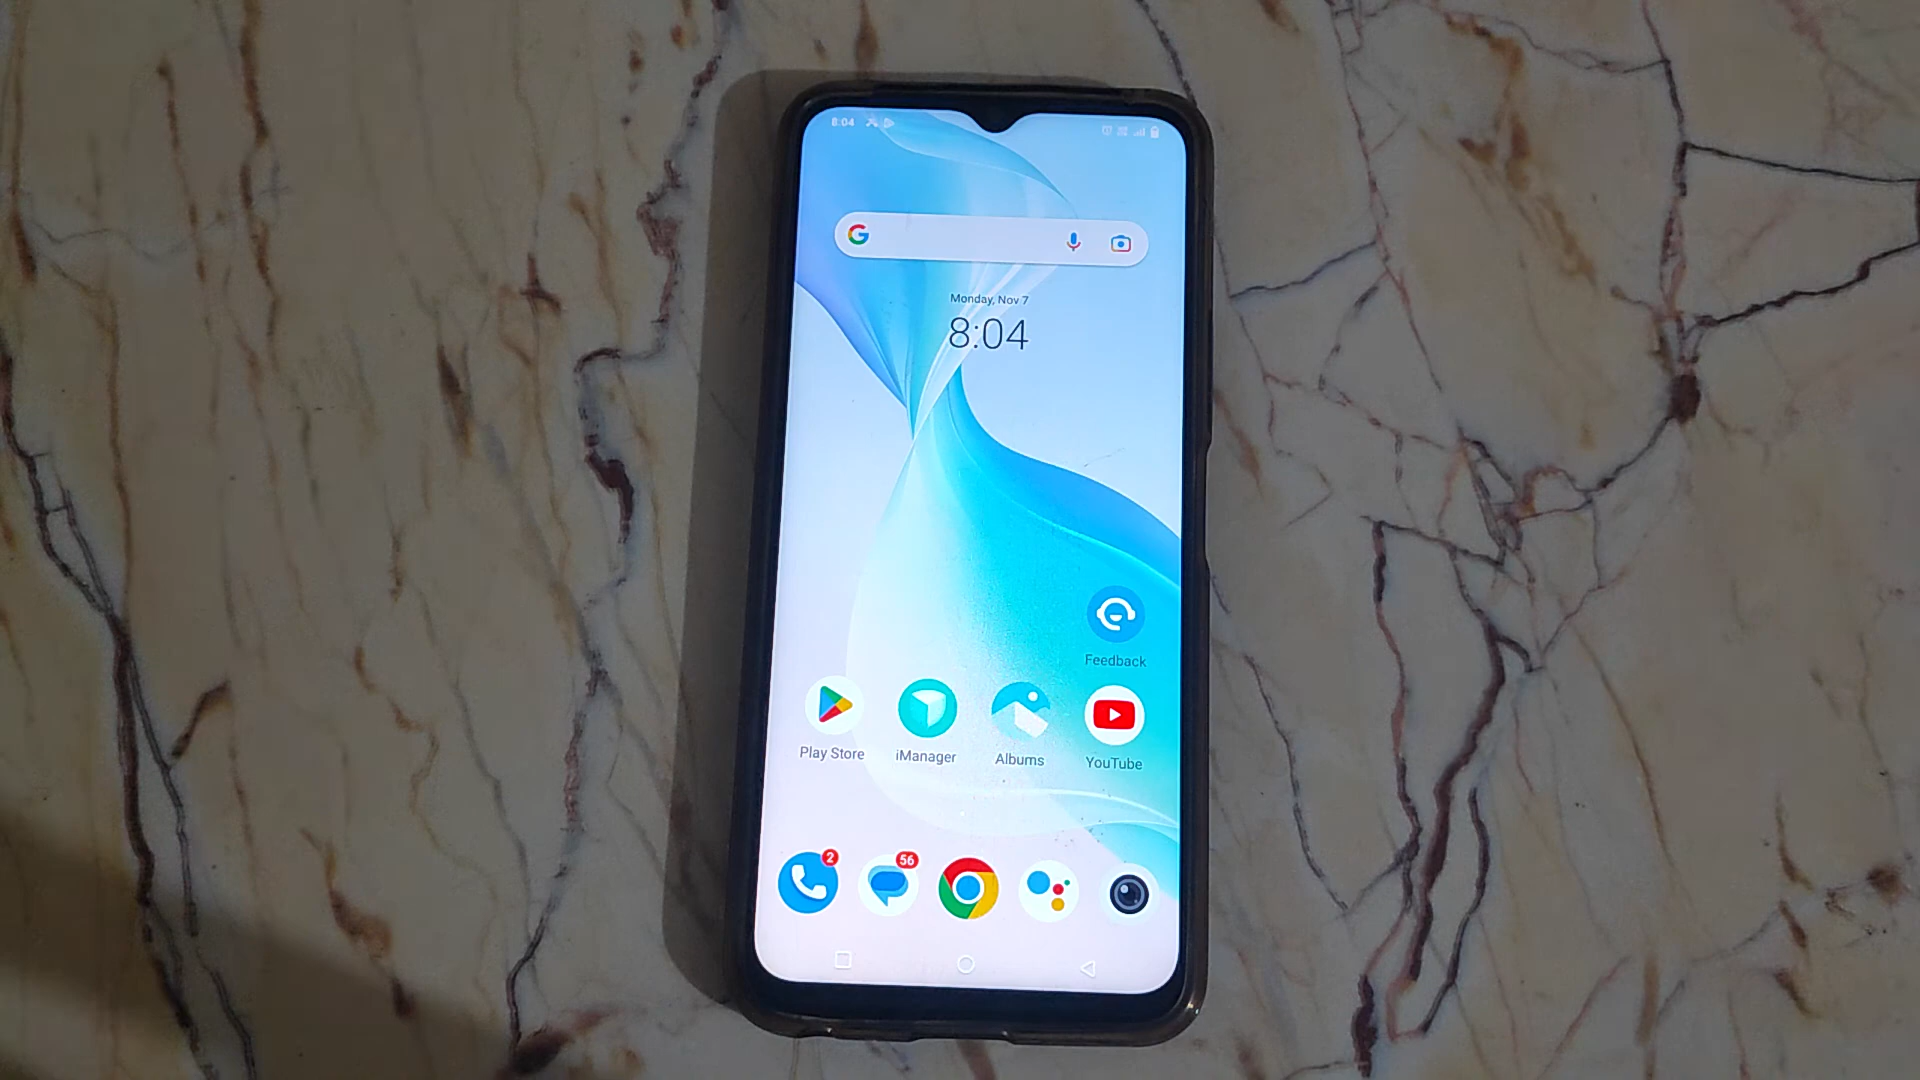 8:04
G
Monday, Nov 7
8:04
Feedback
Play Store iManager Albums YouTube
2 56